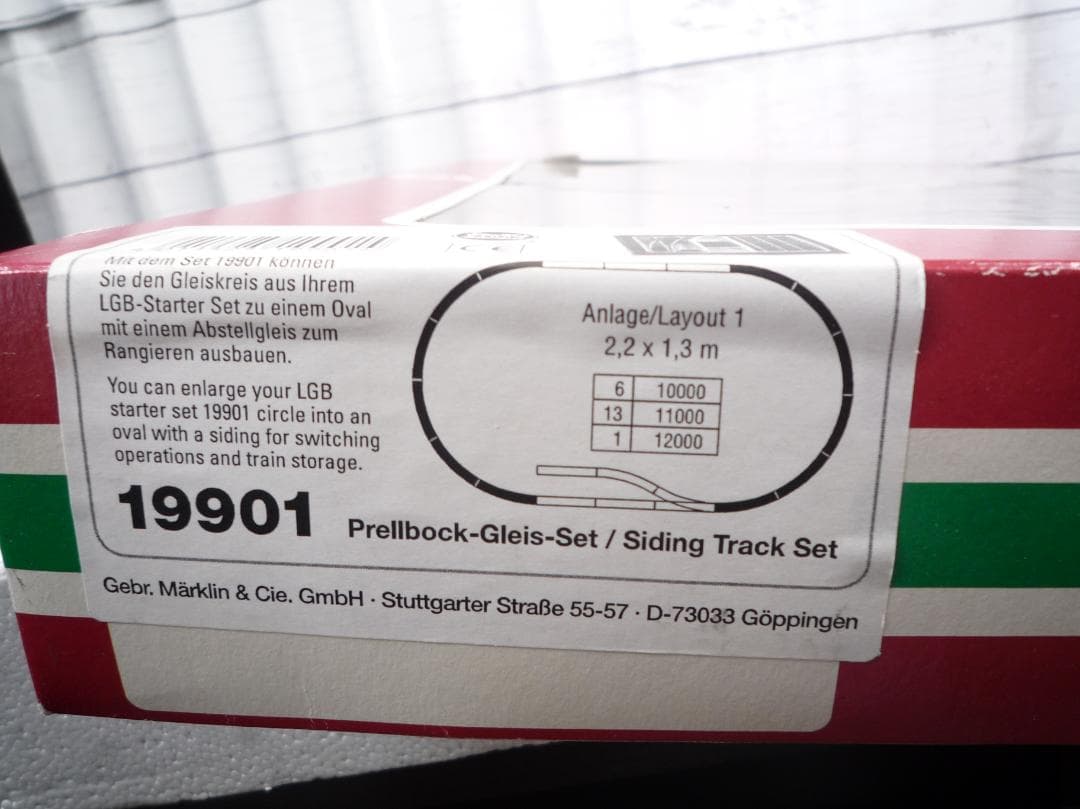 CE
Mit dem Set 19901 können
Sie den Gleiskreis aus Ihrem
LGB-Starter Set zu einem Oval
mit einem Abstellgleis zum
Rangieren ausbauen.
You can enlarge your LGB
starter set 19901 circle into an
oval with a siding for switching
operations and train storage.
Anlage/Layout 1
2,2 x 1,3 m
6 10000
13 11000
1 12000
19901 Prellbock-Gleis-Set / Siding Track Set
Gebr. Märklin & Cie. GmbH · Stuttgarter Straße 55-57 · D-73033 Göppingen